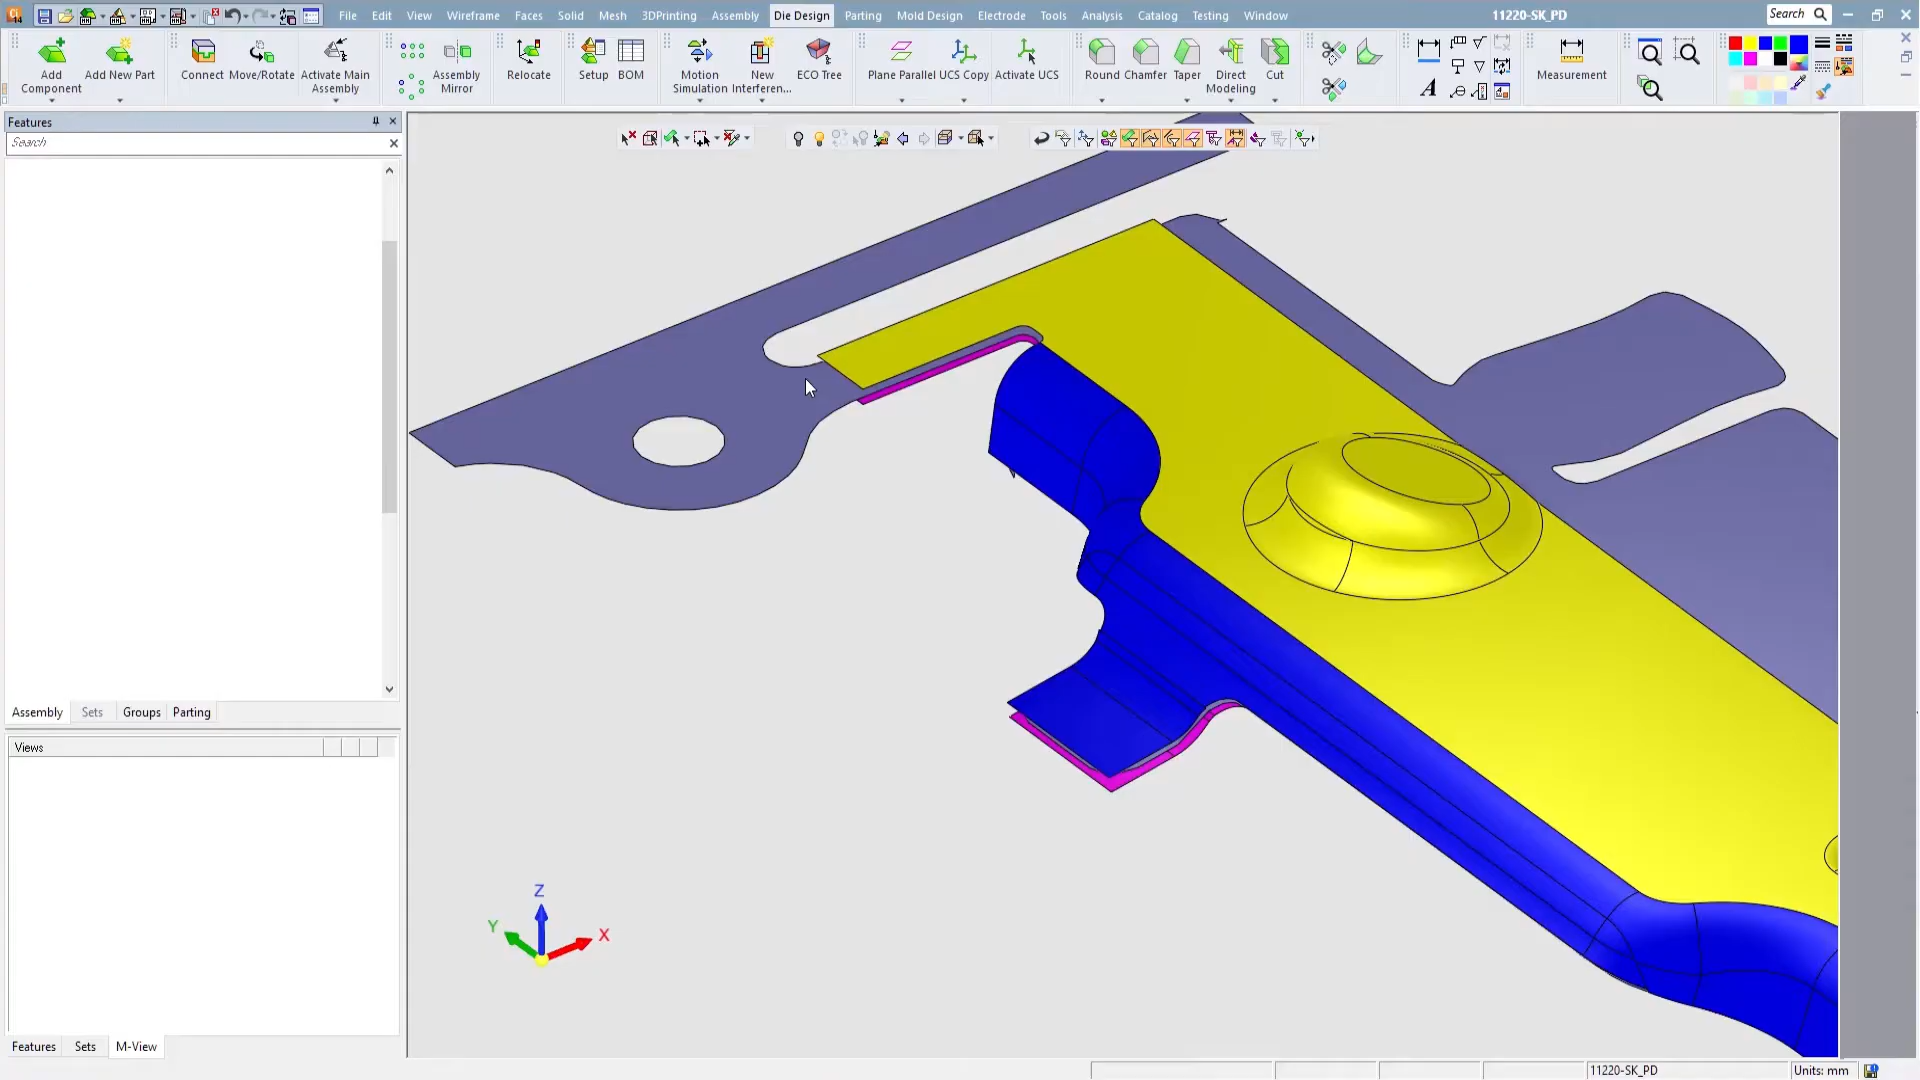 File Edit View Wireframe Faces Solid Mesh 3DPrinting Assembly Die Design Parting Mold Design Electrode Tools Analysis Catalog Testing Window 11220-SK_PD Search
Add Component Add New Part Connect Move/Rotate Activate Main Assembly Assembly Mirror Relocate Setup BOM Motion Simulation New Interferen... ECO Tree Plane Parallel UCS Copy Activate UCS Round Chamfer Taper Direct Modeling Cut Measurement
Features
Search
Assembly Sets Groups Parting
Views
Z
Y
X
Features Sets M-View
11220-SK_PD Units: mm